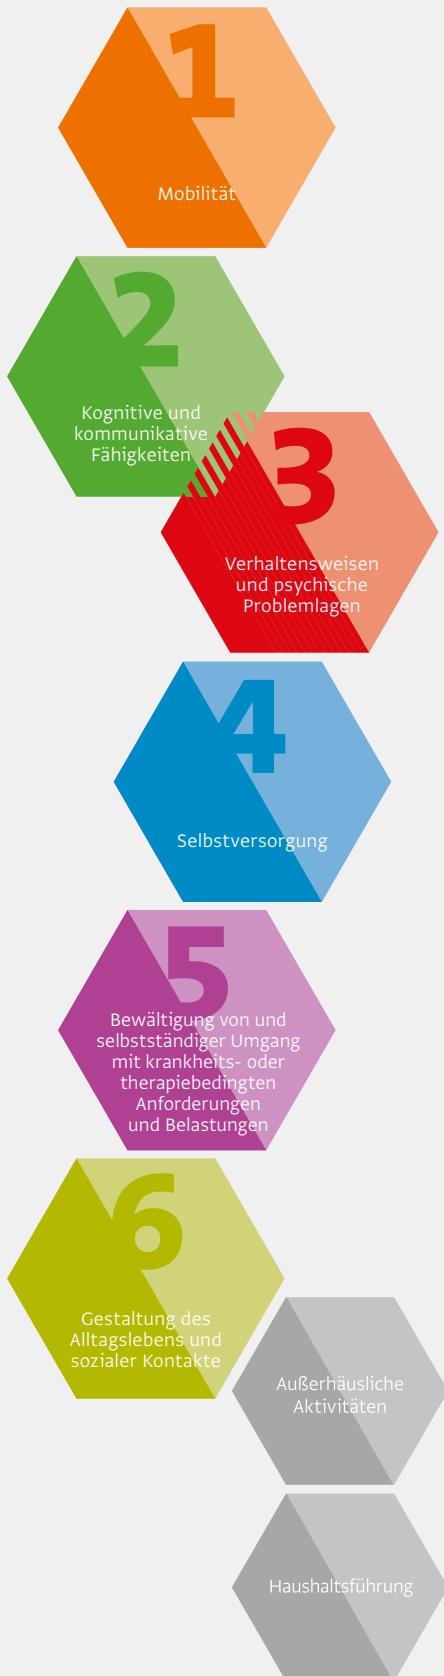 1
Mobilität
2
Kognitive und
kommunikative
Fähigkeiten
3
Verhaltensweisen
und psychische
Problemlagen
4
Selbstversorgung
5
Bewältigung von und
selbstständiger Umgang
mit krankheits- oder
therapiebedingten
Anforderungen
und Belastungen
6
Gestaltung des
Alltagslebens und
sozialer Kontakte
Außerhäusliche
Aktivitäten
Haushaltsführung